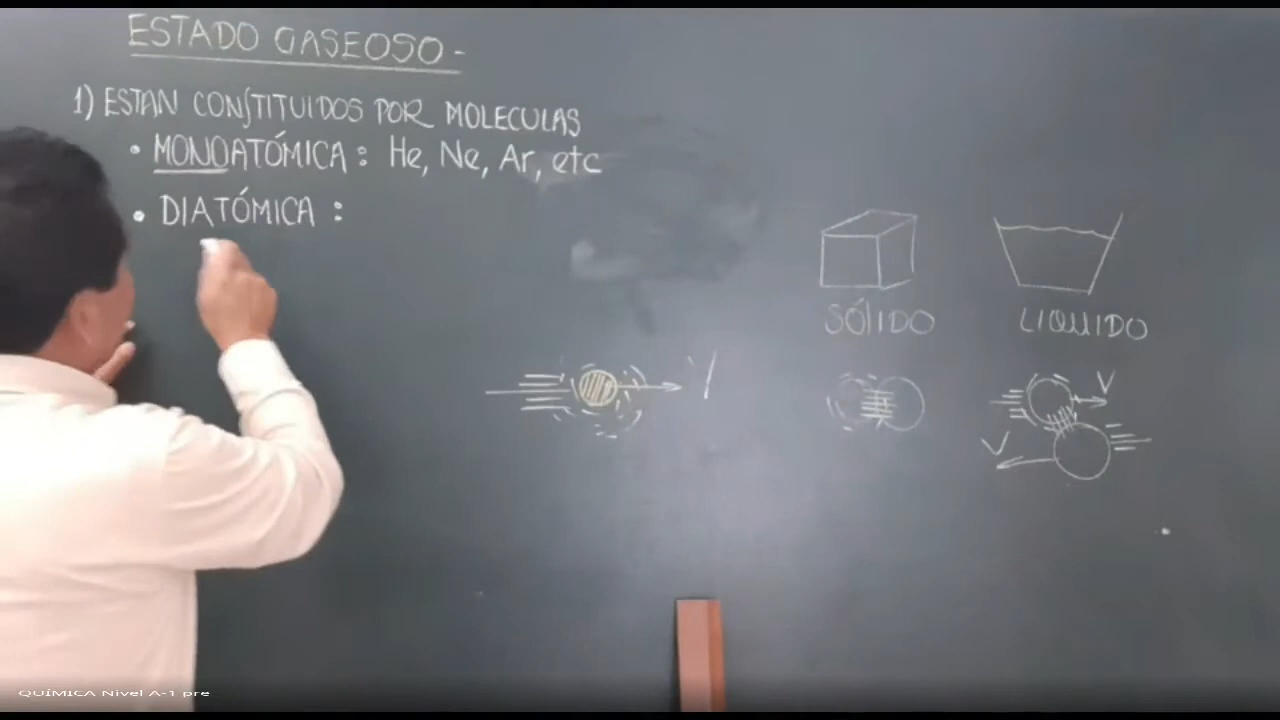 ESTADO GASEOSO -
1) ESTAN CONSTITUIDOS POR MOLECULAS
• MONOATÓMICA : He, Ne, Ar, etc
• DIATÓMICA :
SÓLIDO
LIQUIDO
V
V
QUÍMICA Nivel A-1 pre